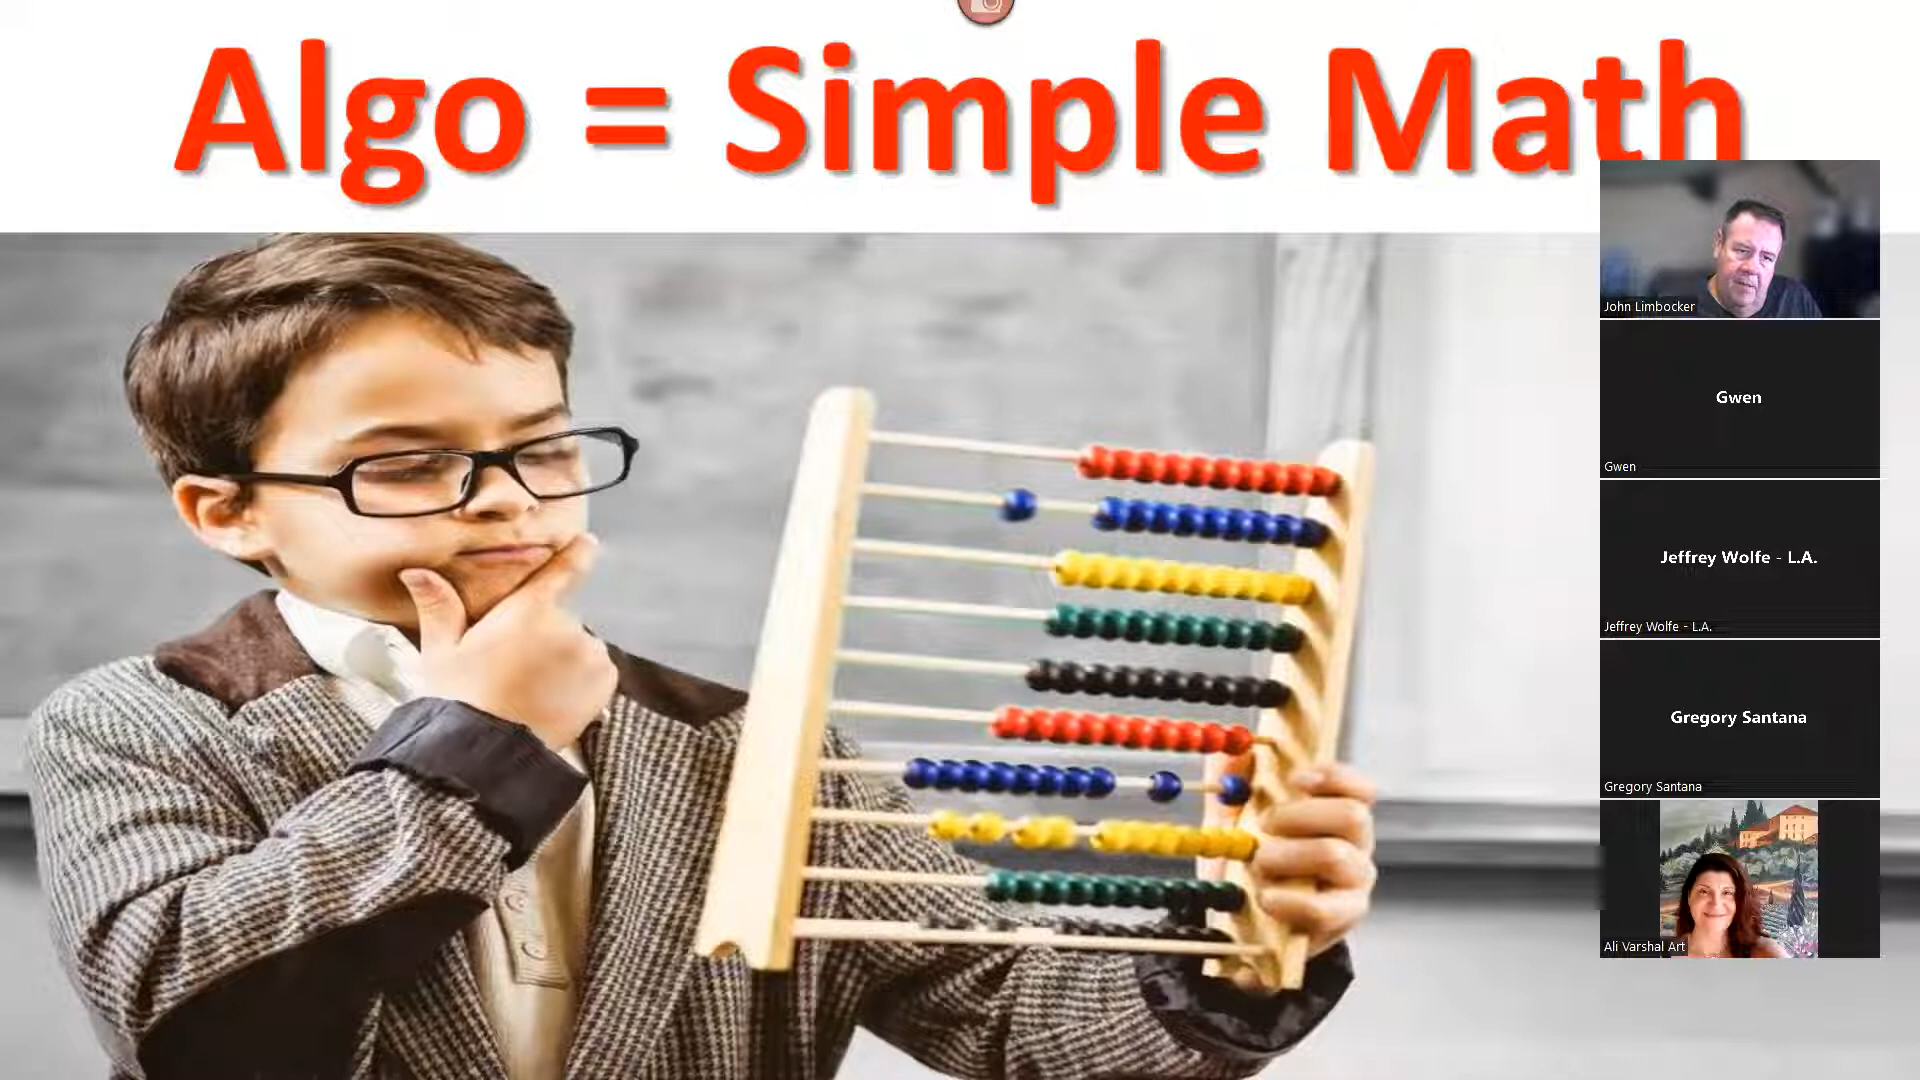 Algo = Simple Math
John Limbocker
Gwen
Gwen
Jeffrey Wolfe - L.A.
Jeffrey Wolfe - L.A.
Gregory Santana
Gregory Santana
Ali Varshal Art